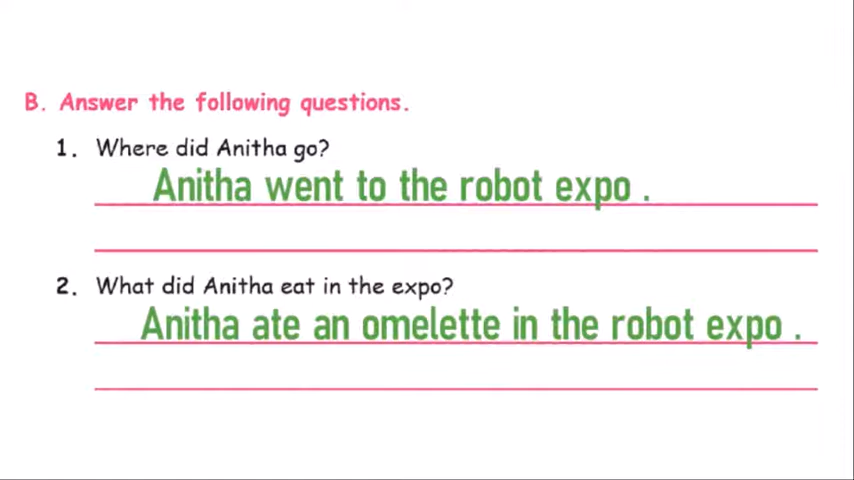 B. Answer the following questions.
1. Where did Anitha go?
Anitha went to the robot expo .
2. What did Anitha eat in the expo?
Anitha ate an omelette in the robot expo .